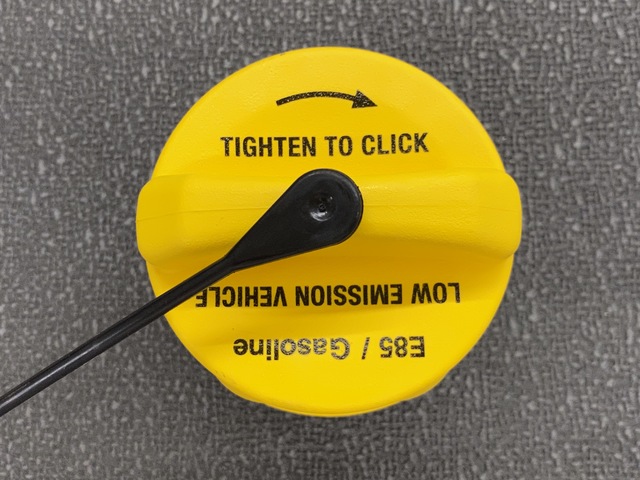 TIGHTEN TO CLICK
LOW EMISSION VEHICLE
E85 / Gasoline